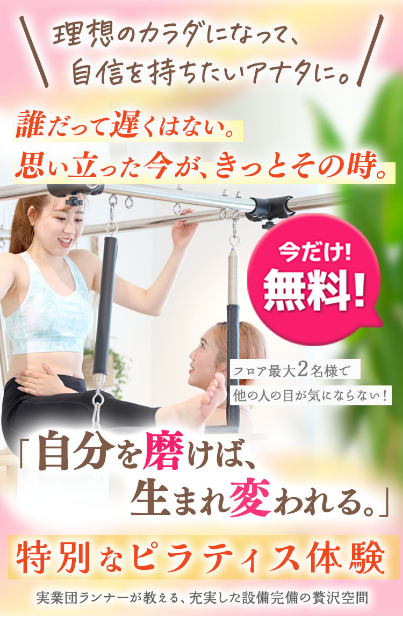 理想のカラダになって、
自信を持ちたいアナタに。
誰だって遅くはない。
思い立った今が、きっとその時。
今だけ!
無料!
フロア最大2名様で
他の人の目が気にならない!
「自分を磨けば、
生まれ変われる。」
特別なピラティス体験
実業団ランナーが教える、充実した設備完備の贅沢空間